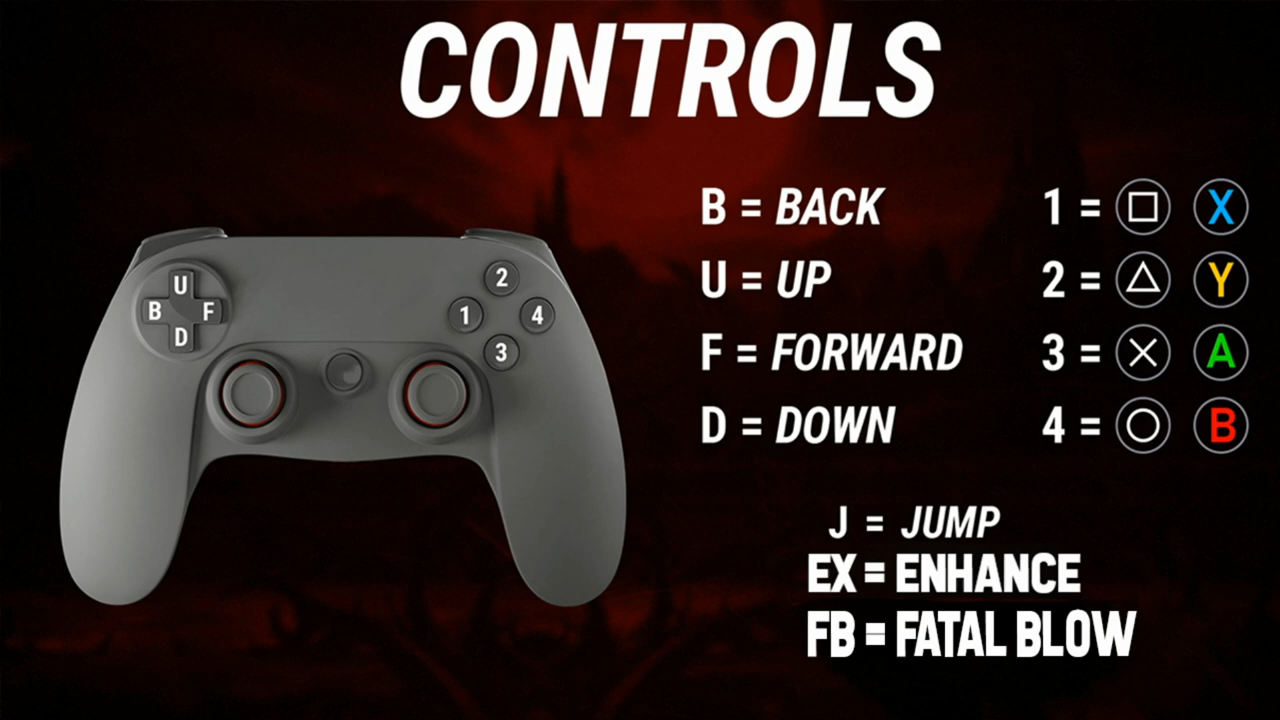 CONTROLS
B = BACK
U = UP
F = FORWARD
D = DOWN
1 = □ X
2 = △ Y
3 = ✕ A
4 = ○ B
J = JUMP
EX = ENHANCE
FB = FATAL BLOW
U
B F
D
2
1 4
3